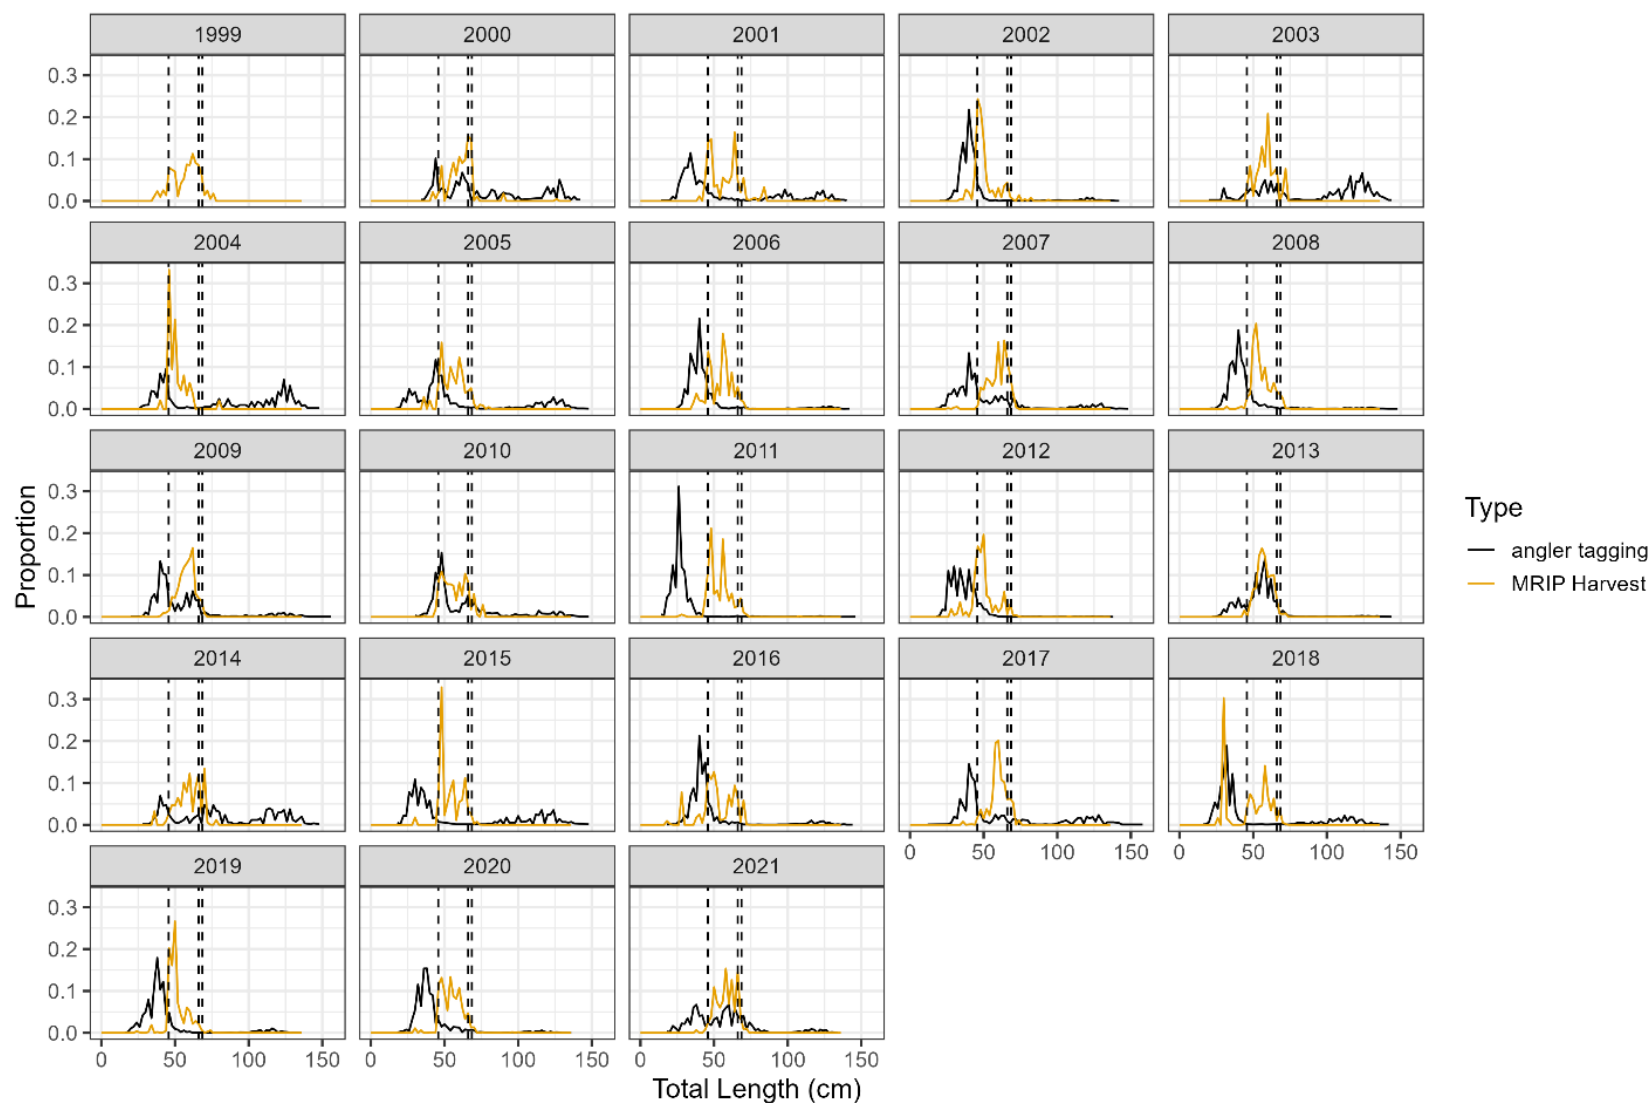 1999 2000 2001 2002 2003
0.3
0.2
0.1
0.0
2004 2005 2006 2007 2008
0.3
0.2
0.1
0.0
2009 2010 2011 2012 2013
0.3
0.2
0.1
0.0
Proportion
Type
angler tagging
MRIP Harvest
2014 2015 2016 2017 2018
0.3
0.2
0.1
0.0
0 50 100 150 0 50 100 150
2019 2020 2021
0.3
0.2
0.1
0.0
0 50 100 150 0 50 100 150 0 50 100 150
Total Length (cm)